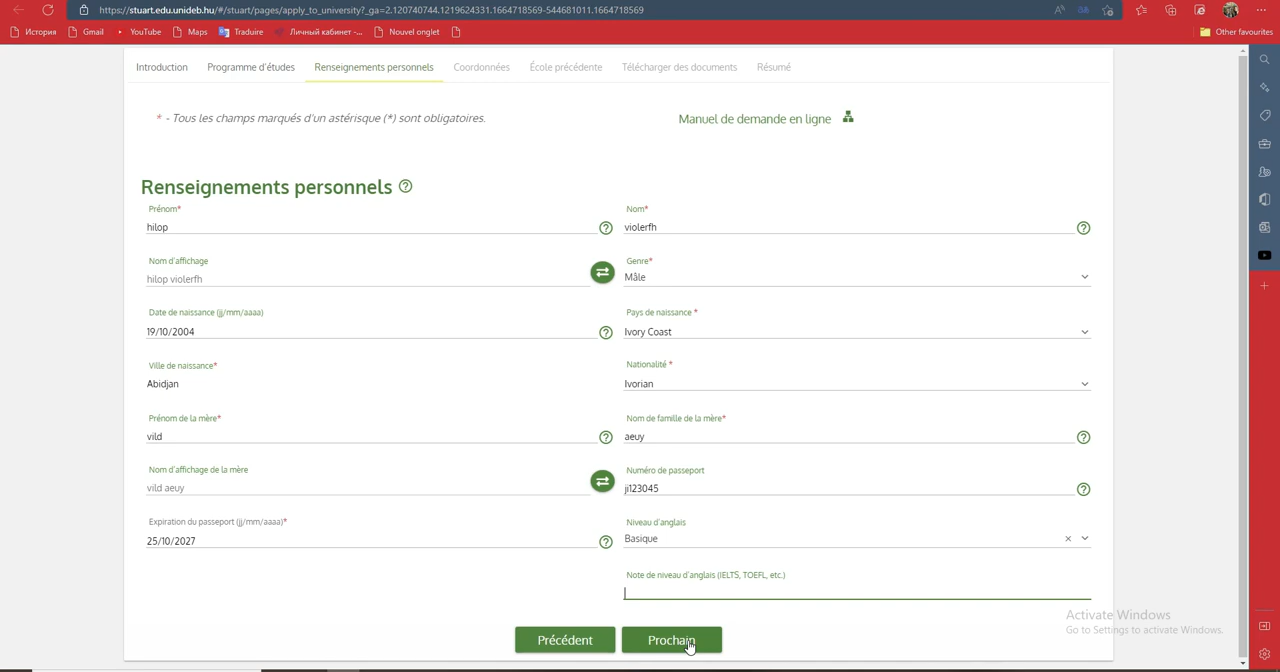 https://stuart.edu.unideb.hu/#/stuart/pages/apply_to_university?_ga=2.120740744.1219624331.1664718569-544681011.1664718569
История Gmail YouTube Maps Traduire Личный кабинет -... Nouvel onglet Other favourites
Introduction Programme d'études Renseignements personnels Coordonnées École précédente Télécharger des documents Résumé
* - Tous les champs marqués d'un astérisque (*) sont obligatoires. Manuel de demande en ligne
Renseignements personnels ?
Prénom* Nom*
hilop ? violerfh ?
Nom d'affichage Genre*
hilop violerfh Mâle
Date de naissance (jj/mm/aaaa) Pays de naissance *
19/10/2004 ? Ivory Coast
Ville de naissance* Nationalité *
Abidjan Ivorian
Prénom de la mère* Nom de famille de la mère*
vild ? aeuy ?
Nom d'affichage de la mère Numéro de passeport
vild aeuy ji123045 ?
Expiration du passeport (jj/mm/aaaa)* Niveau d'anglais
25/10/2027 ? Basique
Note de niveau d'anglais (IELTS, TOEFL, etc.)
Activate Windows
Go to Settings to activate Windows.
Précédent Prochain